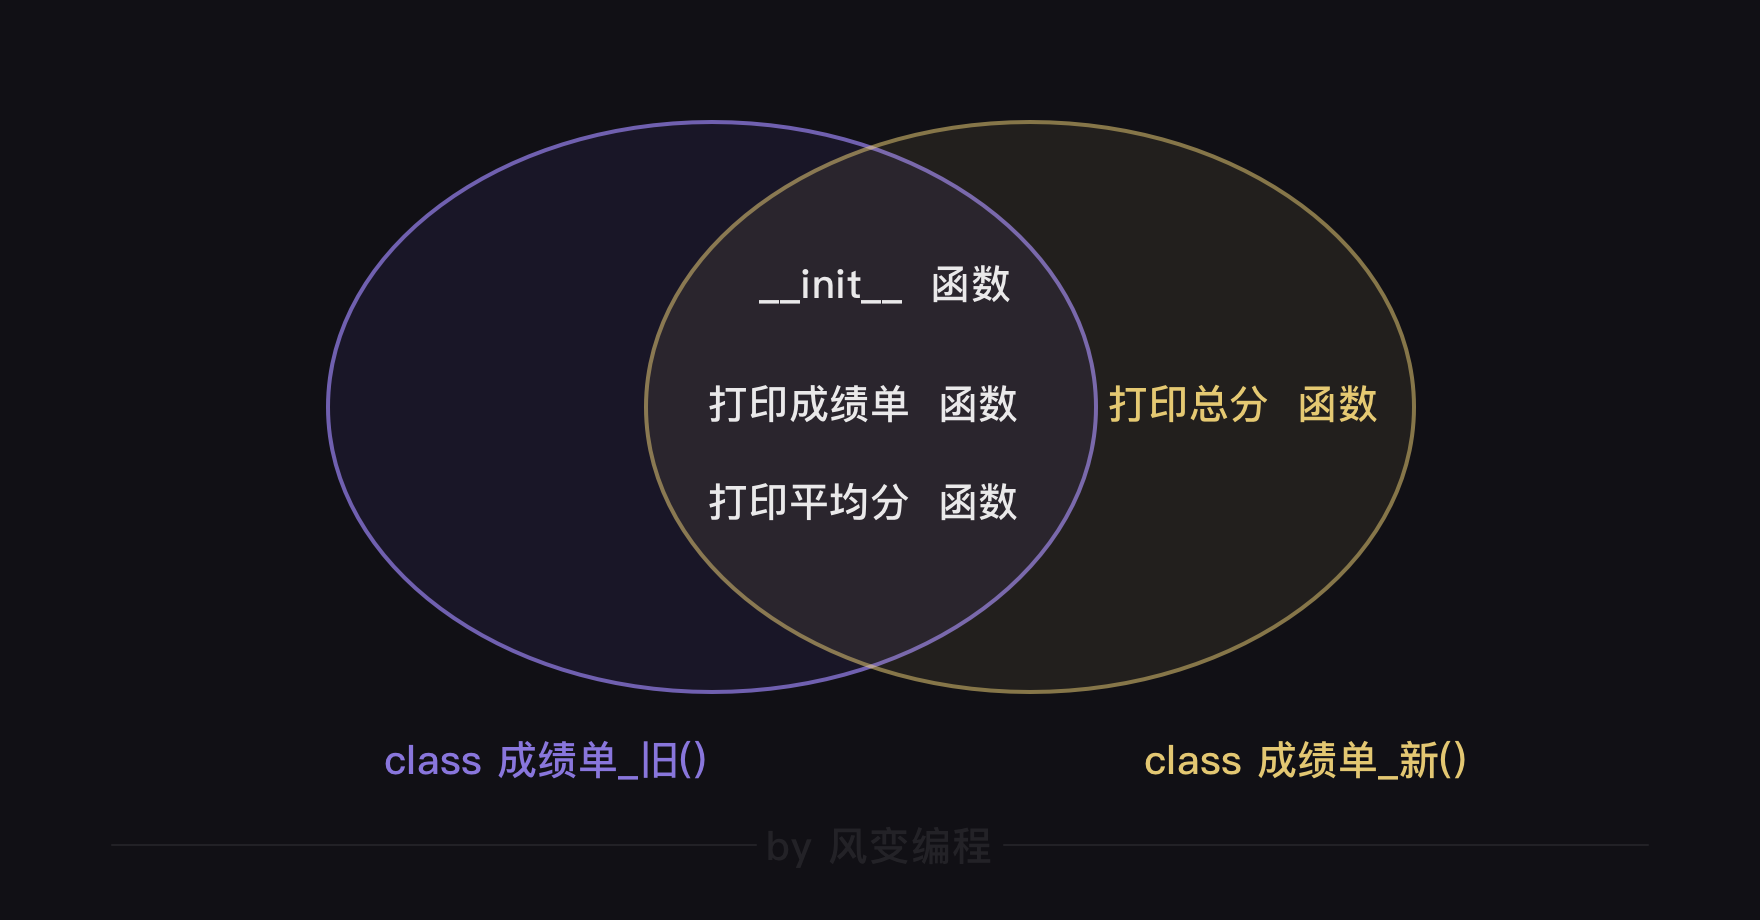 __init__ 函数
打印成绩单 函数
打印总分 函数
打印平均分 函数
class 成绩单_旧()
class 成绩单_新()
by 风变编程